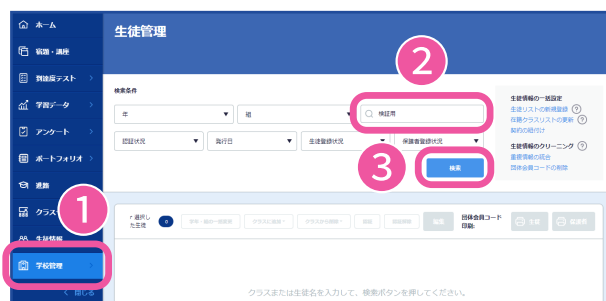 ホーム
宿題・講座
到達度テスト
学習データ
アンケート
ポートフォリオ
進路
クラス
生徒情報
学校管理
閉じる
生徒管理
検索条件
年
組
検証用
認証状況
発行日
生徒登録状況
保護者登録状況
検索
生徒情報の一括設定
生徒リストの新規登録 ?
在籍クラスリストの更新 ?
契約の紐付け
生徒情報のクリーニング ?
重複情報の統合
団体会員コードの削除
1
2
3
選択し
た生徒
0
団体会員コード
印刷:
生徒
クラスまたは生徒名を入力して、検索ボタンを押してください。